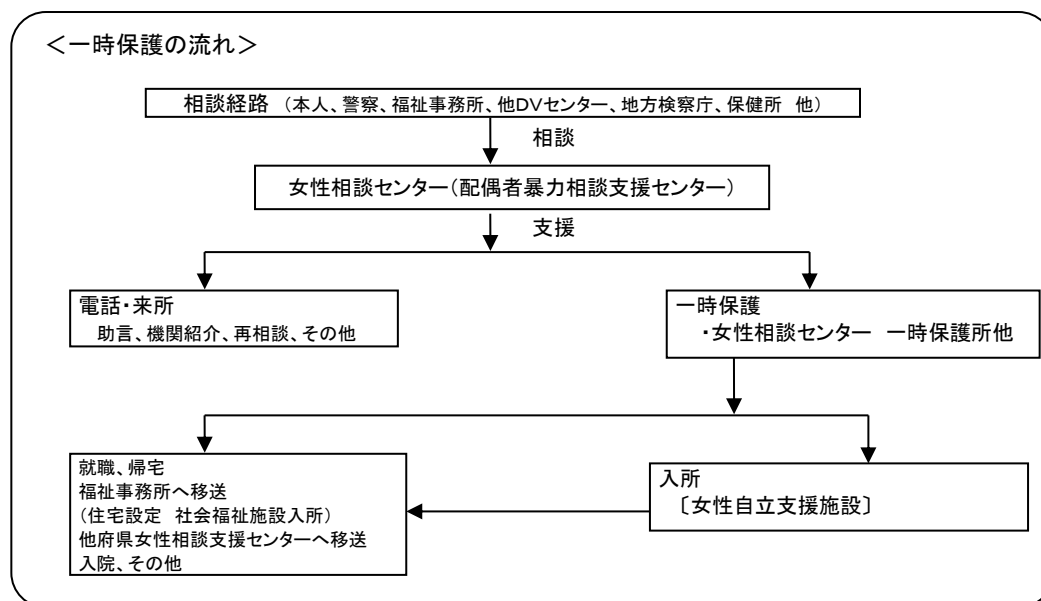 ＜一時保護の流れ＞
相談経路 （本人、警察、福祉事務所、他DVセンター、地方検察庁、保健所 他）
相談
女性相談センター（配偶者暴力相談支援センター）
支援
電話・来所
助言、機関紹介、再相談、その他
一時保護
・女性相談センター 一時保護所他
就職、帰宅
福祉事務所へ移送
（住宅設定 社会福祉施設入所）
他府県女性相談支援センターへ移送
入院、その他
入所
〔女性自立支援施設〕